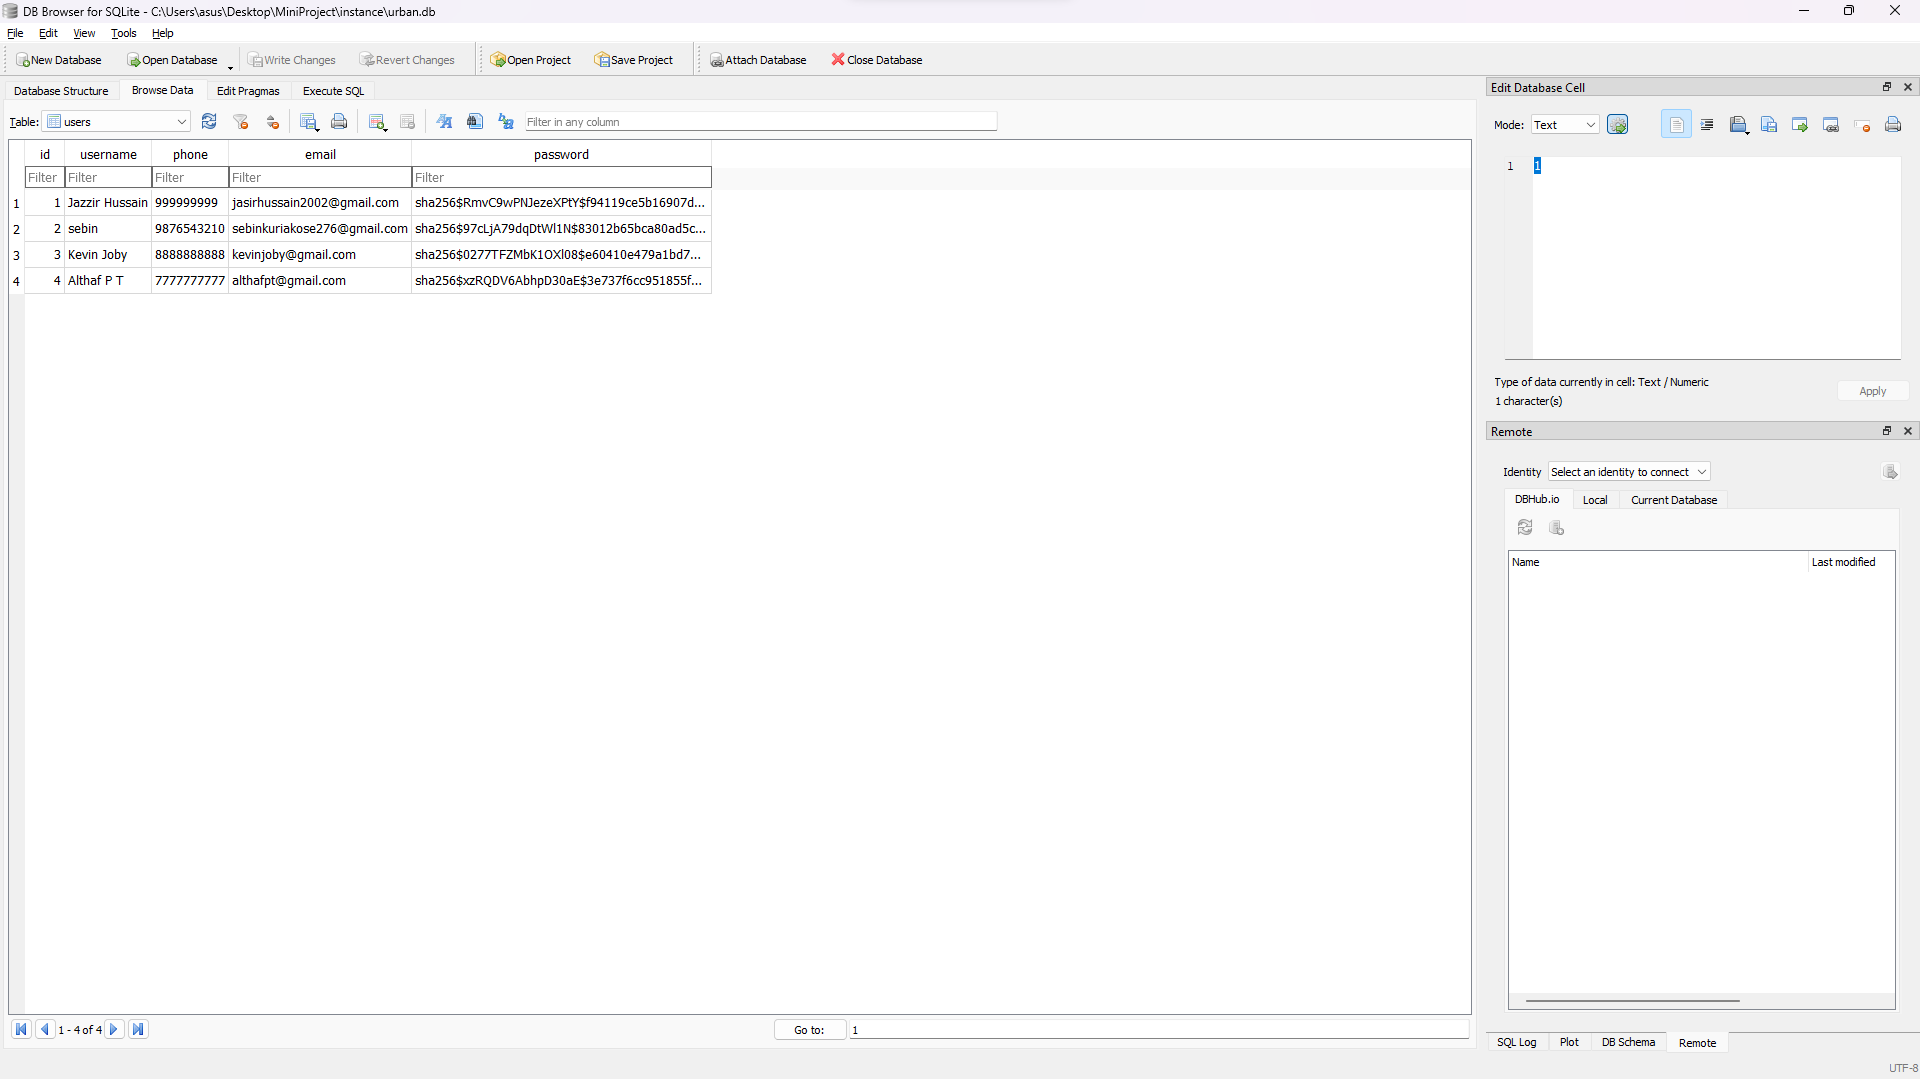 DB Browser for SQLite - C:\Users\asus\Desktop\MiniProject\instance\urban.db
File Edit View Tools Help
New Database Open Database Write Changes Revert Changes Open Project Save Project Attach Database Close Database
Database Structure Browse Data Edit Pragmas Execute SQL
Table: users Filter in any column
id username phone email password
Filter Filter Filter Filter Filter
1 1 Jazzir Hussain 999999999 jasirhussain2002@gmail.com sha256$RmvC9wPNJezeXPtY$f94119ce5b16907d...
2 2 sebin 9876543210 sebinkuriakose276@gmail.com sha256$97cLjA79dqDtWl1N$83012b65bca80ad5c...
3 3 Kevin Joby 8888888888 kevinjoby@gmail.com sha256$0277TFZMbK1OXl08$e60410e479a1bd7...
4 4 Althaf P T 7777777777 althafpt@gmail.com sha256$xzRQDV6AbhpD30aE$3e737f6cc951855f...
1 - 4 of 4 Go to: 1
Edit Database Cell
Mode: Text
1 1
Type of data currently in cell: Text / Numeric
1 character(s)
Apply
Remote
Identity Select an identity to connect
DBHub.io Local Current Database
Name Last modified
SQL Log Plot DB Schema Remote
UTF-8